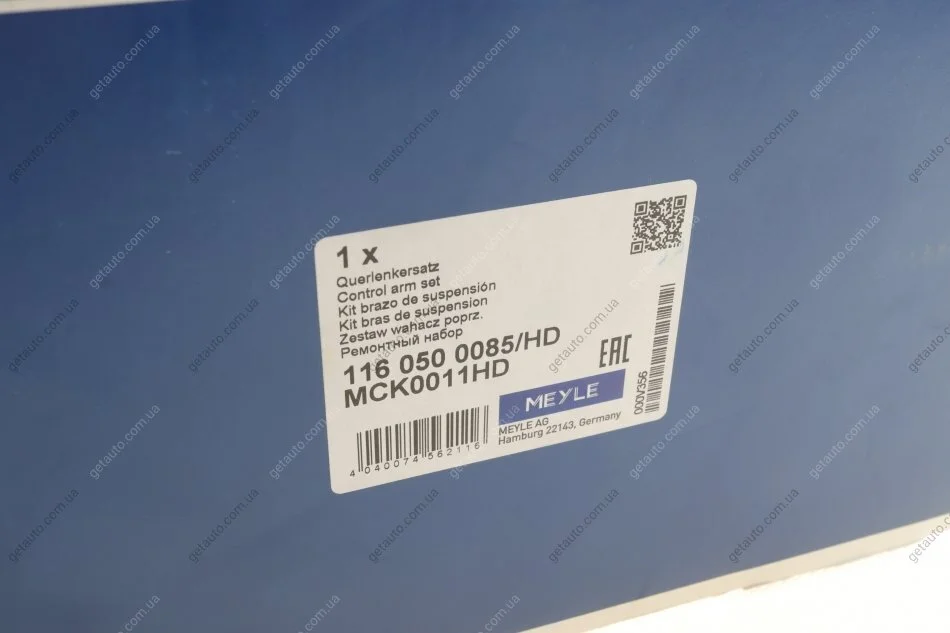 1 x
Querlenkersatz
Control arm set
Kit brazo de suspensión
Kit bras de suspension
Zestaw wahacz poprz.
Ремонтный набор
116 050 0085/HD
MCK0011HD
EAC
MEYLE
MEYLE AG
Hamburg 22143, Germany
4 040074 562116
000V356
getauto.com.ua